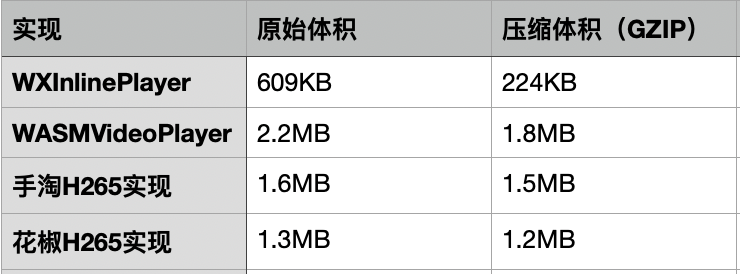 实现 原始体积 压缩体积（GZIP）
WXInlinePlayer 609KB 224KB
WASMVideoPlayer 2.2MB 1.8MB
手淘H265实现 1.6MB 1.5MB
花椒H265实现 1.3MB 1.2MB